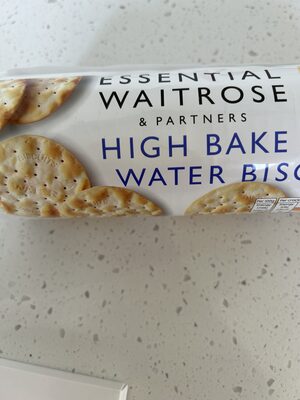 ESSENTIAL
WAITROSE
& PARTNERS
HIGH BAKE
WATER BISC